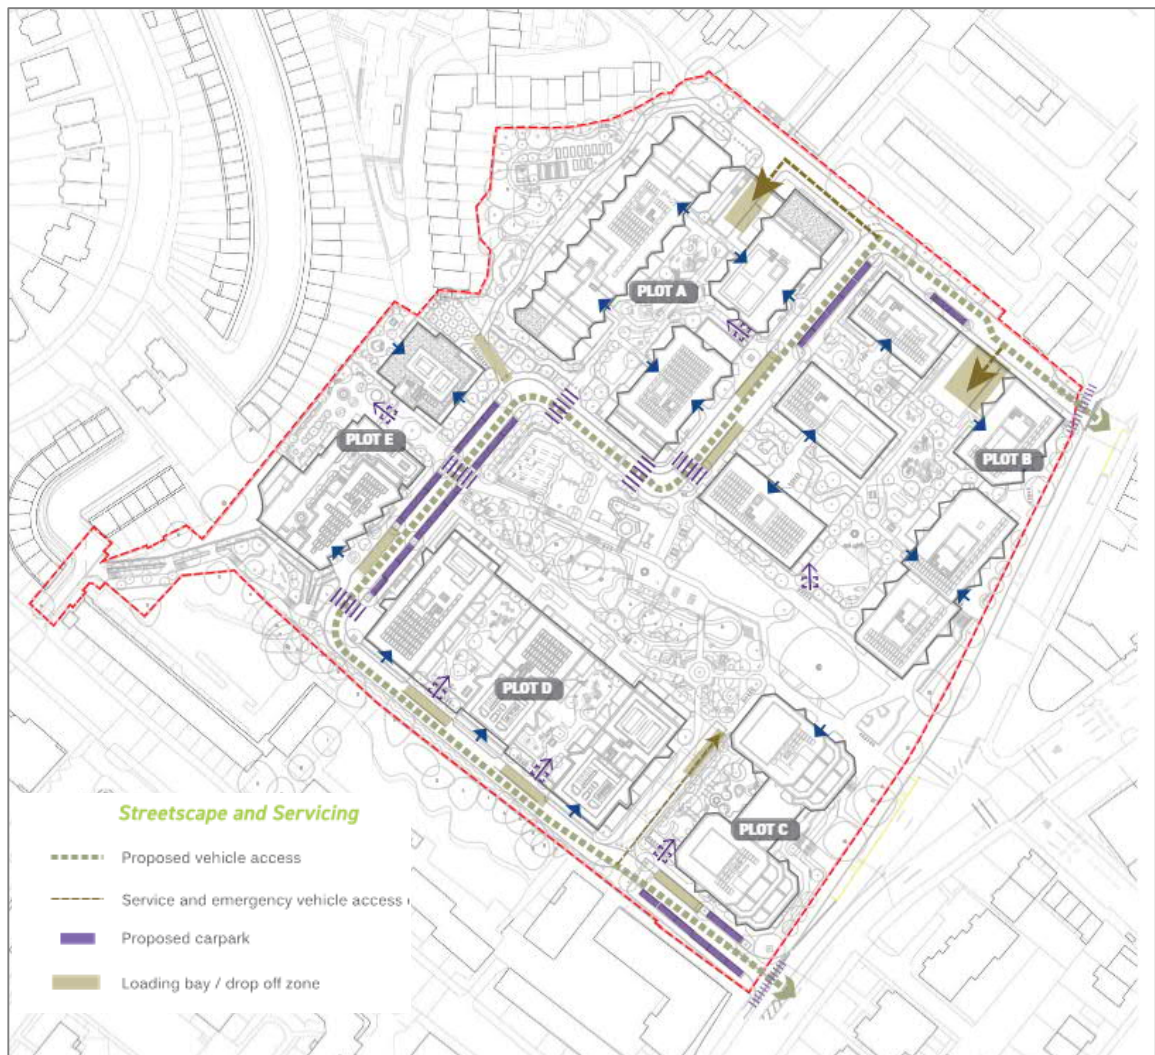 PLOT A
PLOT E
PLOT B
PLOT D
PLOT C
Streetscape and Servicing
Proposed vehicle access
Service and emergency vehicle access
Proposed carpark
Loading bay / drop off zone